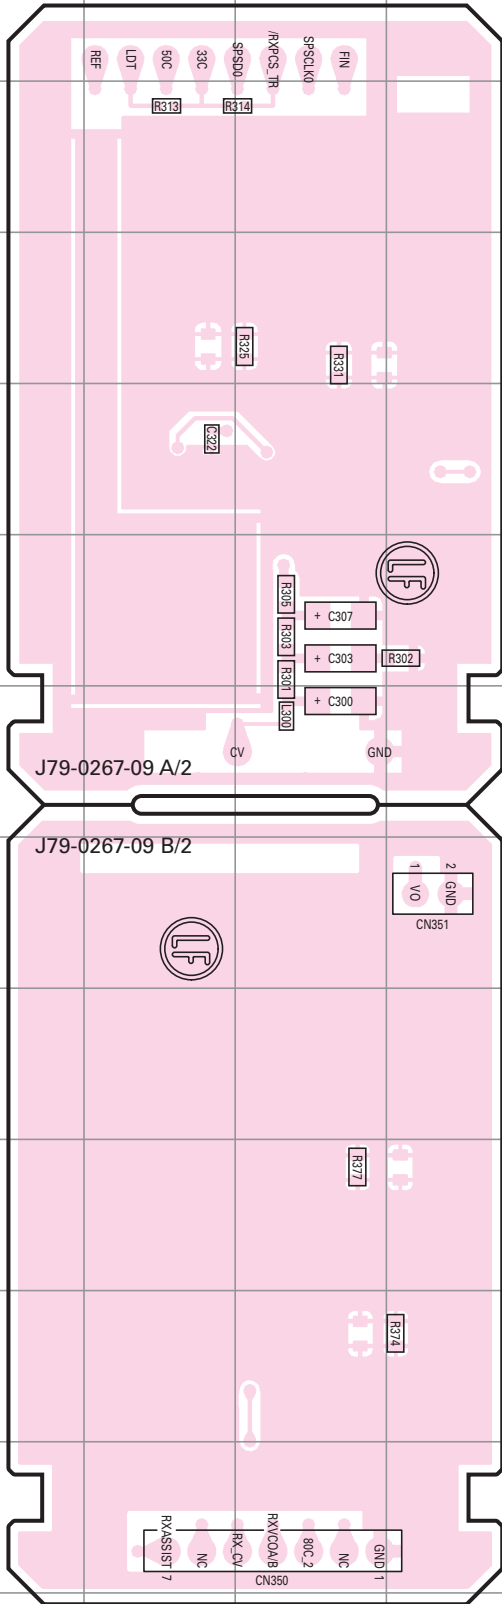 REF
LDT
50C
33C
SPSD0
/RXPCS_TR
SPSCLK0
FIN
R313
R314
R325
R331
C322
LF
R305
+ C307
R303
+ C303
R302
R301
+ C300
L300
CV
GND
J79-0267-09 A/2
J79-0267-09 B/2
1
VO
2
GND
CN351
LF
R377
R374
RXASSIST 7
NC
RX_CV
RXVCOA/B
80C_2
NC
GND 1
CN350